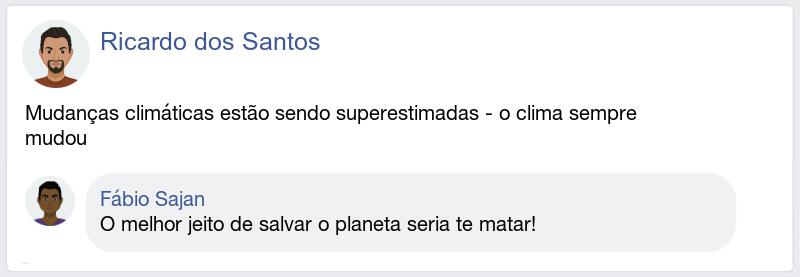 Ricardo dos Santos
Mudanças climáticas estão sendo superestimadas - o clima sempre
mudou
Fábio Sajan
O melhor jeito de salvar o planeta seria te matar!